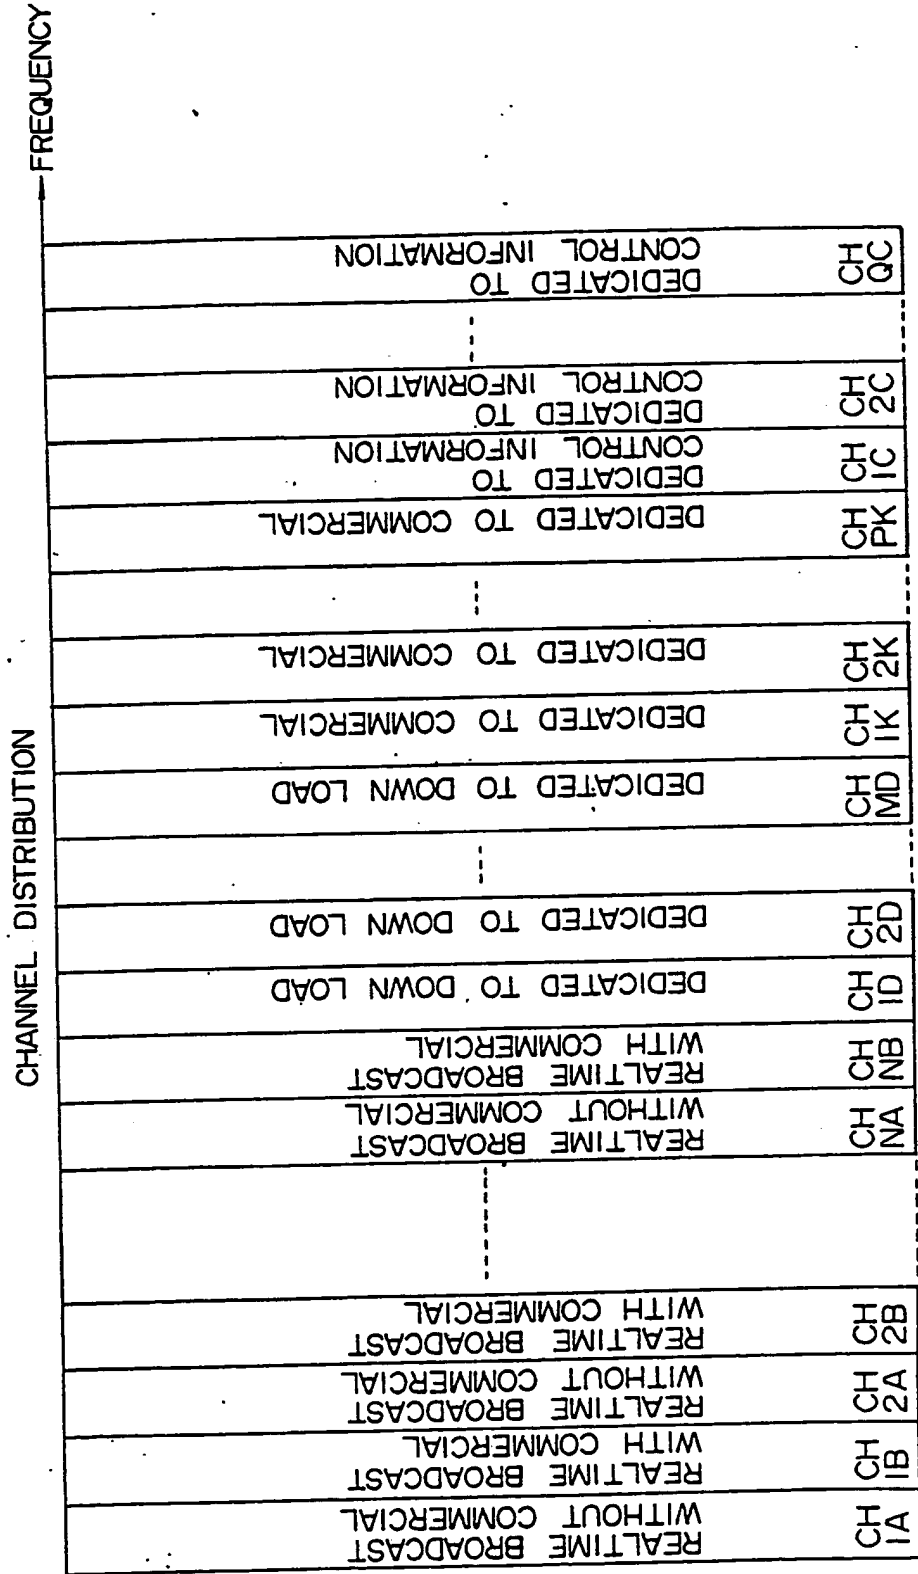 CHANNEL DISTRIBUTION
FREQUENCY
CH
1A
REALTIME BROADCAST
WITHOUT COMMERCIAL
CH
1B
REALTIME BROADCAST
WITH COMMERCIAL
CH
2A
REALTIME BROADCAST
WITHOUT COMMERCIAL
CH
2B
REALTIME BROADCAST
WITH COMMERCIAL
CH
NA
REALTIME BROADCAST
WITHOUT COMMERCIAL
CH
NB
REALTIME BROADCAST
WITH COMMERCIAL
CH
1D
DEDICATED TO DOWN LOAD
CH
2D
DEDICATED TO DOWN LOAD
CH
MD
DEDICATED TO DOWN LOAD
CH
1K
DEDICATED TO COMMERCIAL
CH
2K
DEDICATED TO COMMERCIAL
CH
PK
DEDICATED TO COMMERCIAL
CH
1C
DEDICATED TO
CONTROL INFORMATION
CH
2C
DEDICATED TO
CONTROL INFORMATION
CH
QC
DEDICATED TO
CONTROL INFORMATION